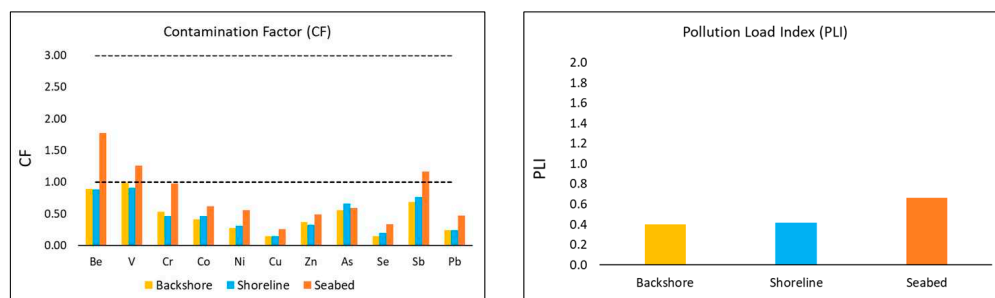 Contamination Factor (CF)
3.00
2.50
2.00
1.50
1.00
0.50
0.00
CF
Be V Cr Co Ni Cu Zn As Se Sb Pb
Backshore Shoreline Seabed
Pollution Load Index (PLI)
2.0
1.8
1.6
1.4
1.2
1.0
0.8
0.6
0.4
0.2
0.0
PLI
Backshore Shoreline Seabed